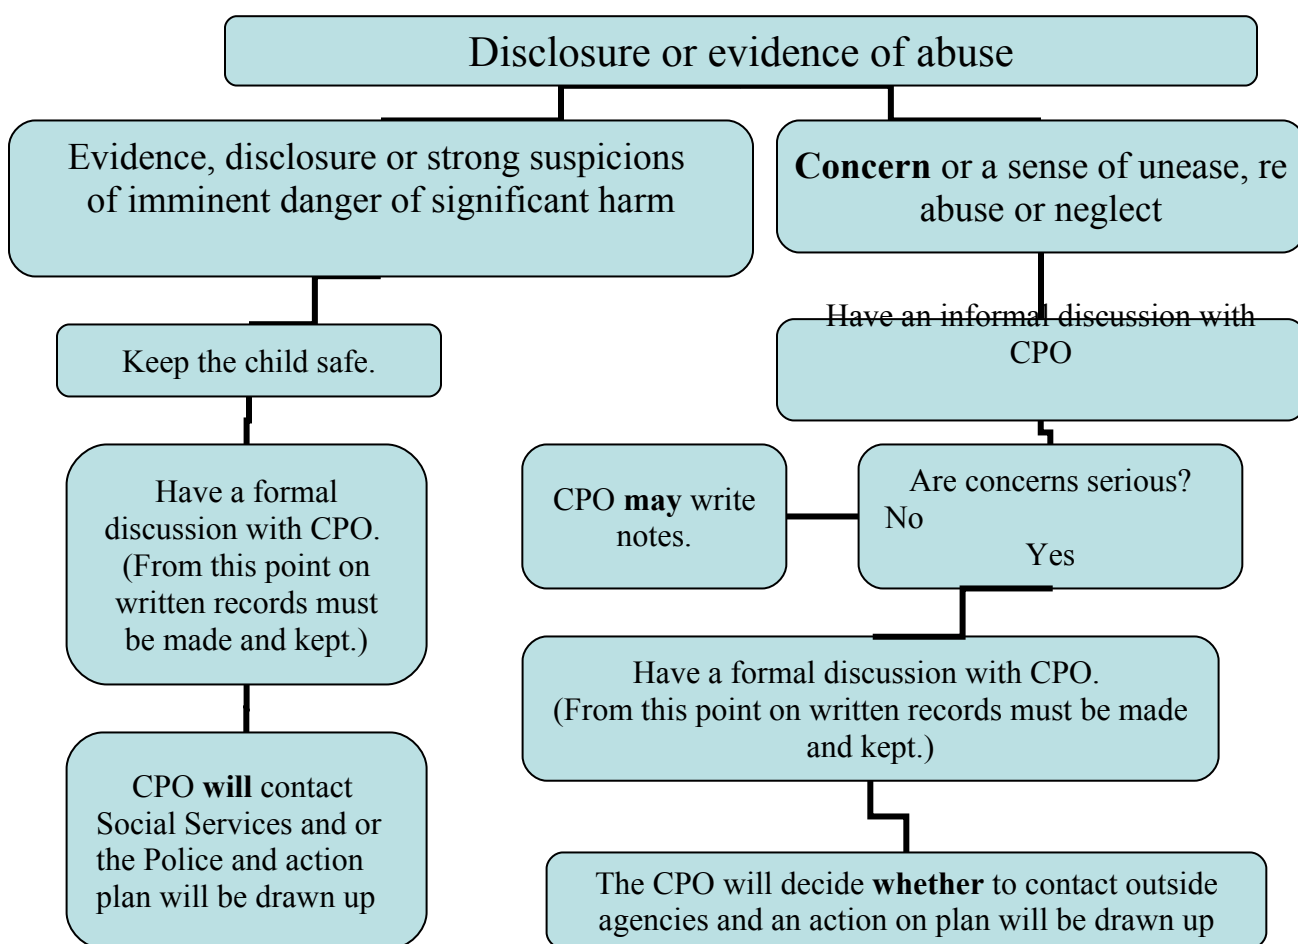 Disclosure or evidence of abuse
Evidence, disclosure or strong suspicions
of imminent danger of significant harm
Concern or a sense of unease, re
abuse or neglect
Keep the child safe.
Have an informal discussion with
CPO
Have a formal
discussion with CPO.
(From this point on
written records must
be made and kept.)
CPO may write
notes.
Are concerns serious?
No
Yes
Have a formal discussion with CPO.
(From this point on written records must be made
and kept.)
CPO will contact
Social Services and or
the Police and action
plan will be drawn up
The CPO will decide whether to contact outside
agencies and an action on plan will be drawn up